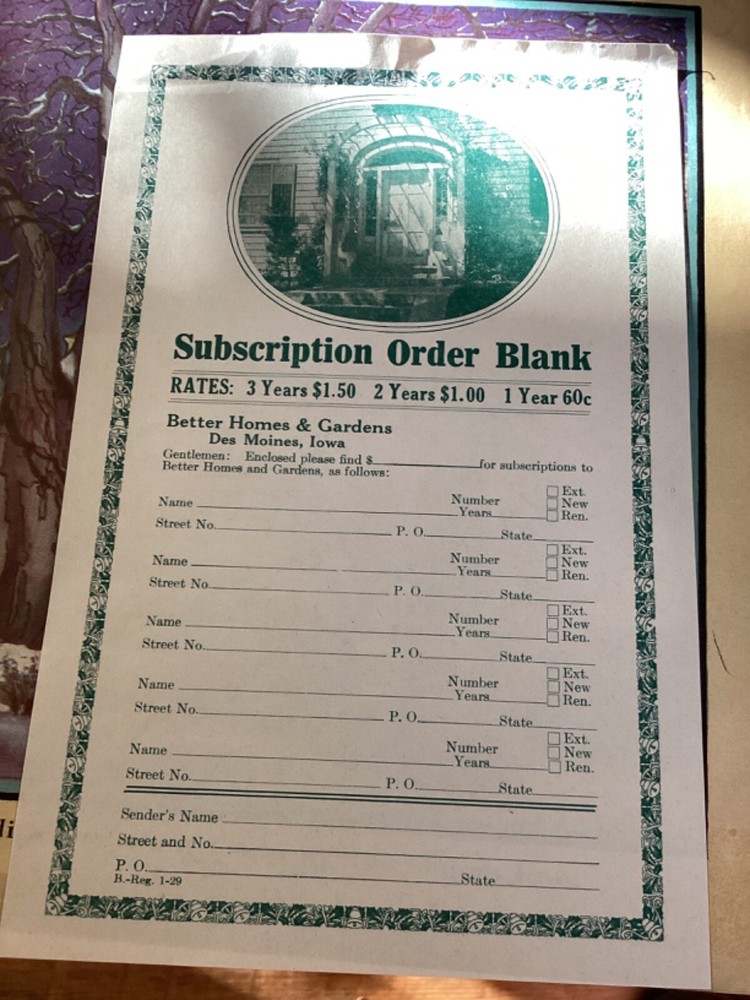 Subscription Order Blank
RATES: 3 Years $1.50 2 Years $1.00 1 Year 60c
Better Homes & Gardens
Des Moines, Iowa
Gentlemen: Enclosed please find $ for subscriptions to
Better Homes and Gardens, as follows:
Name Number Years Ext. New Ren.
Street No. P. O. State
Name Number Years Ext. New Ren.
Street No. P. O. State
Name Number Years Ext. New Ren.
Street No. P. O. State
Name Number Years Ext. New Ren.
Street No. P. O. State
Name Number Years Ext. New Ren.
Street No. P. O. State
Sender's Name
Street and No.
P. O. State
B.-Reg. 1-29